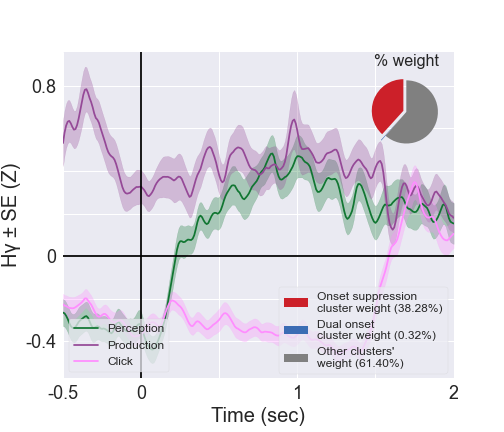 % weight
0.8
0
-0.4
Hγ ± SE (Z)
Perception
Production
Click
Onset suppression
cluster weight (38.28%)
Dual onset
cluster weight (0.32%)
Other clusters'
weight (61.40%)
-0.5
0
1
2
Time (sec)